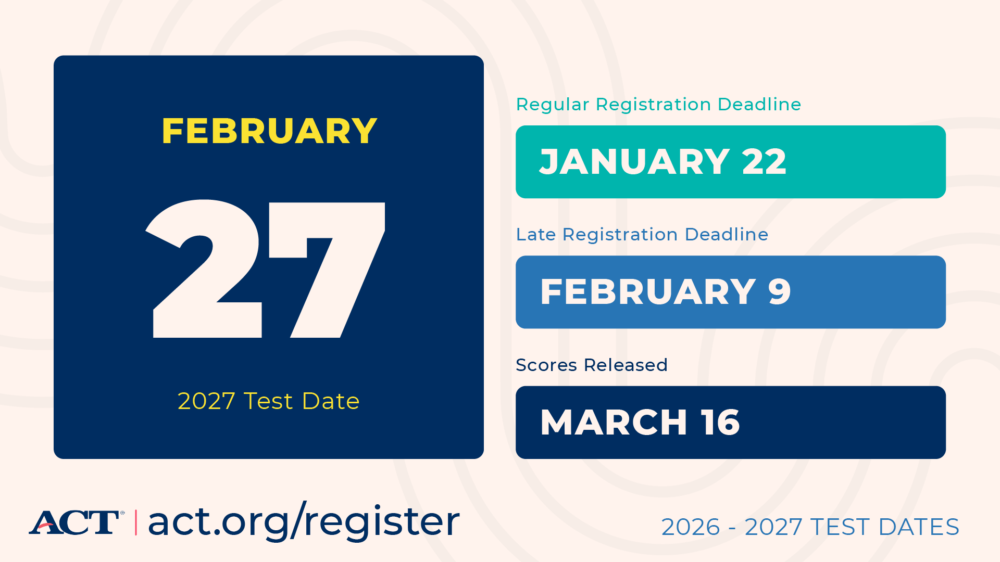 FEBRUARY
27
2027 Test Date
Regular Registration Deadline
JANUARY 22
Late Registration Deadline
FEBRUARY 9
Scores Released
MARCH 16
ACT® | act.org/register
2026 - 2027 TEST DATES